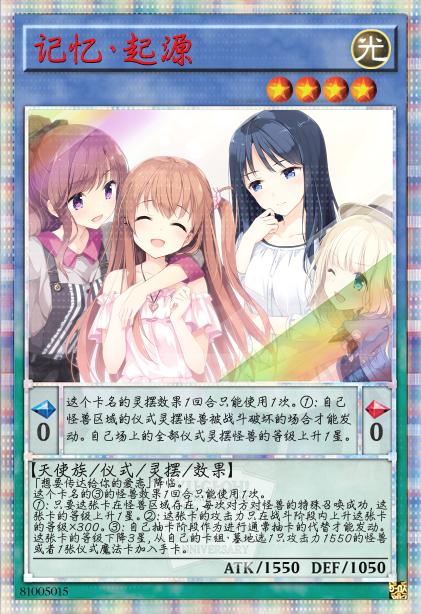 记忆·起源
光
这个卡名的灵摆效果1回合只能使用1次。①:自己
怪兽区域的仪式灵摆怪兽被战斗破坏的场合才能发
动。自己场上的全部仪式灵摆怪兽的等级上升1星。
0
0
【天使族/仪式/灵摆/效果】
「想要传达给你的爱恋」降临。
这个卡名的③的怪兽效果1回合只能使用1次。
①:只要这张卡在怪兽区域存在,每次对方对怪兽的特殊召唤成功,这
张卡的等级上升1星。②:这张卡的攻击力只在战斗阶段内上升这张卡
的等级×300。③:自己抽卡阶段作为进行通常抽卡的代替才能发动。
这张卡的等级下降3星,从自己的卡组·墓地选1只攻击力1550的怪兽
或者1张仪式魔法卡加入手卡。
ATK/1550 DEF/1050
81005015